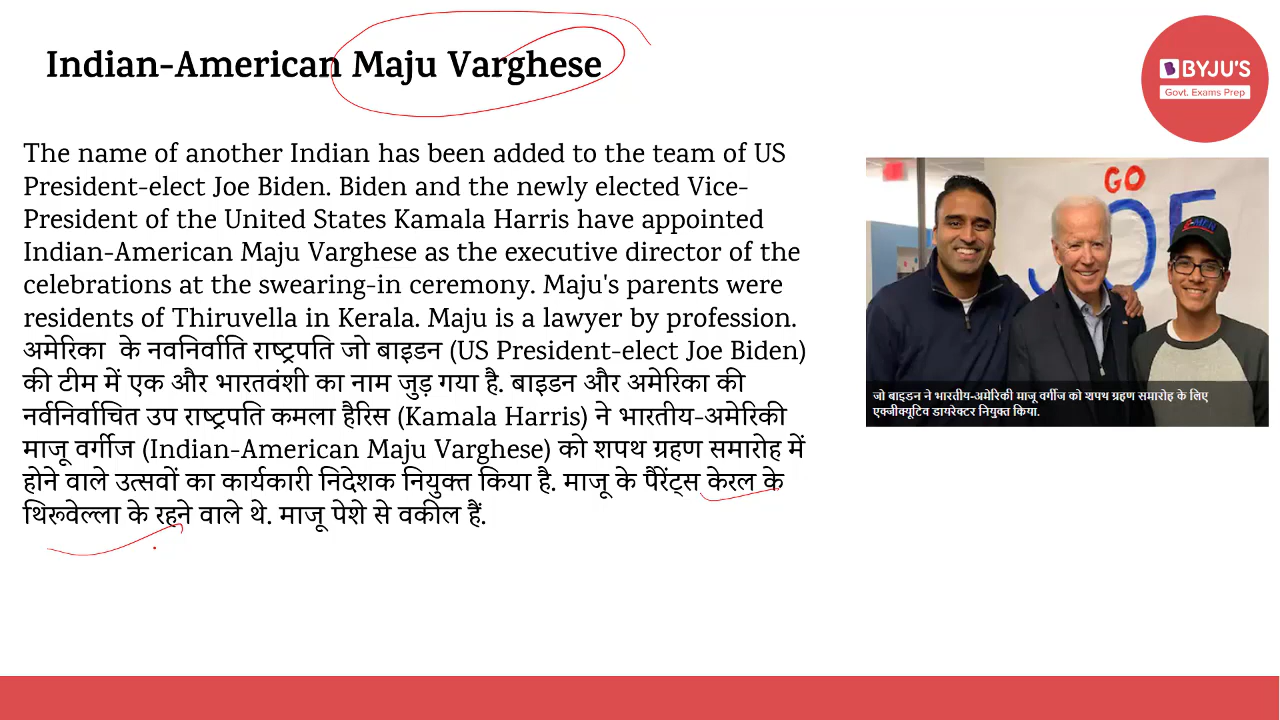 Indian-American Maju Varghese
BYJU'S
Govt. Exams Prep
The name of another Indian has been added to the team of US
President-elect Joe Biden. Biden and the newly elected Vice-
President of the United States Kamala Harris have appointed
Indian-American Maju Varghese as the executive director of the
celebrations at the swearing-in ceremony. Maju's parents were
residents of Thiruvella in Kerala. Maju is a lawyer by profession.
अमेरिका के नवनिर्वाति राष्ट्रपति जो बाइडन (US President-elect Joe Biden)
की टीम में एक और भारतवंशी का नाम जुड़ गया है. बाइडन और अमेरिका की
नर्वनिर्वाचित उप राष्ट्रपति कमला हैरिस (Kamala Harris) ने भारतीय-अमेरिकी
माजू वर्गीज (Indian-American Maju Varghese) को शपथ ग्रहण समारोह में
होने वाले उत्सवों का कार्यकारी निदेशक नियुक्त किया है. माजू के पैरेंट्स केरल के
थिरूवेल्ला के रहने वाले थे. माजू पेशे से वकील हैं.
GO
JOE
जो बाइडन ने भारतीय-अमेरिकी माजू वर्गीज को शपथ ग्रहण समारोह के लिए
एक्जीक्यूटिव डायरेक्टर नियुक्त किया.